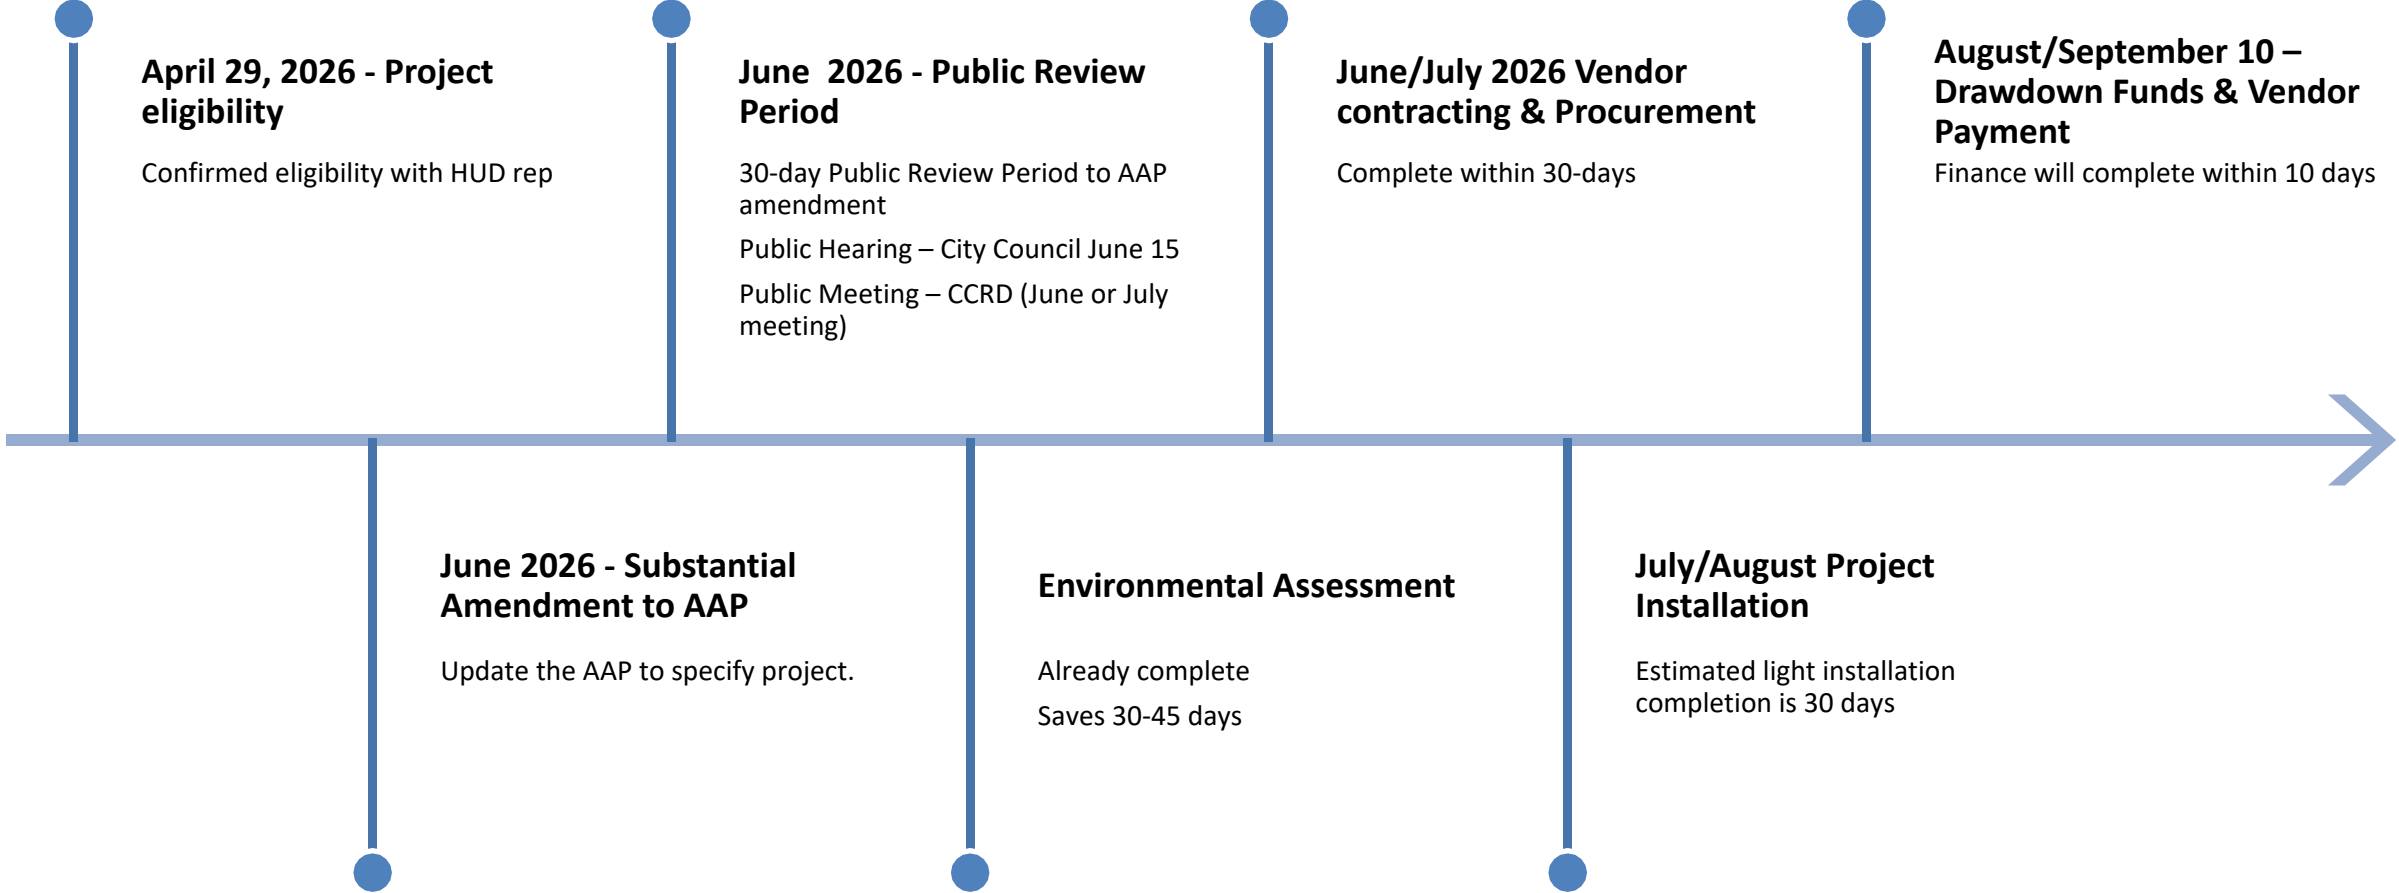 April 29, 2026 - Project
eligibility
Confirmed eligibility with HUD rep
June  2026 - Public Review
Period
30-day Public Review Period to AAP
amendment
Public Hearing – City Council June 15
Public Meeting – CCRD (June or July
meeting)
June/July 2026 Vendor
contracting & Procurement
Complete within 30-days
August/September 10 –
Drawdown Funds & Vendor
Payment
Finance will complete within 10 days
June 2026 - Substantial
Amendment to AAP
Update the AAP to specify project.
Environmental Assessment
Already complete
Saves 30-45 days
July/August Project
Installation
Estimated light installation
completion is 30 days